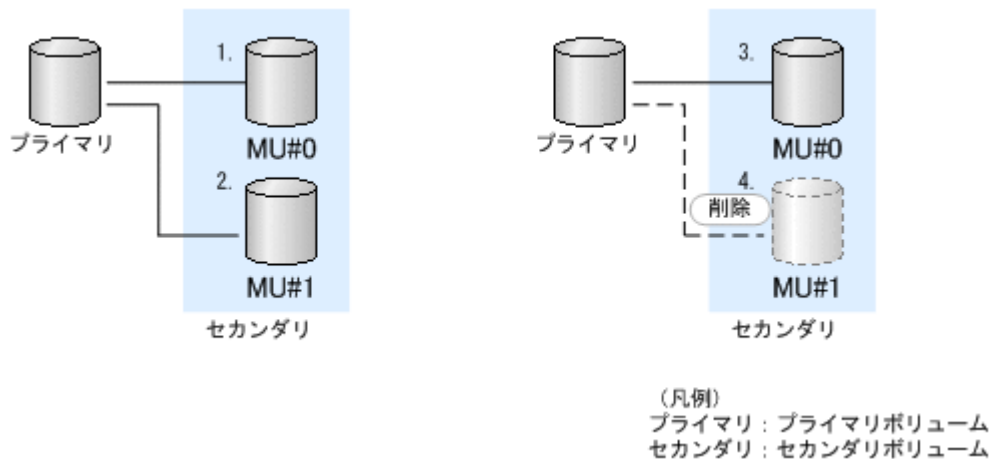 1.
プライマリ
MU#0
2.
MU#1
セカンダリ
3.
プライマリ
MU#0
4.
削除
MU#1
セカンダリ
(凡例)
プライマリ：プライマリボリューム
セカンダリ：セカンダリボリューム